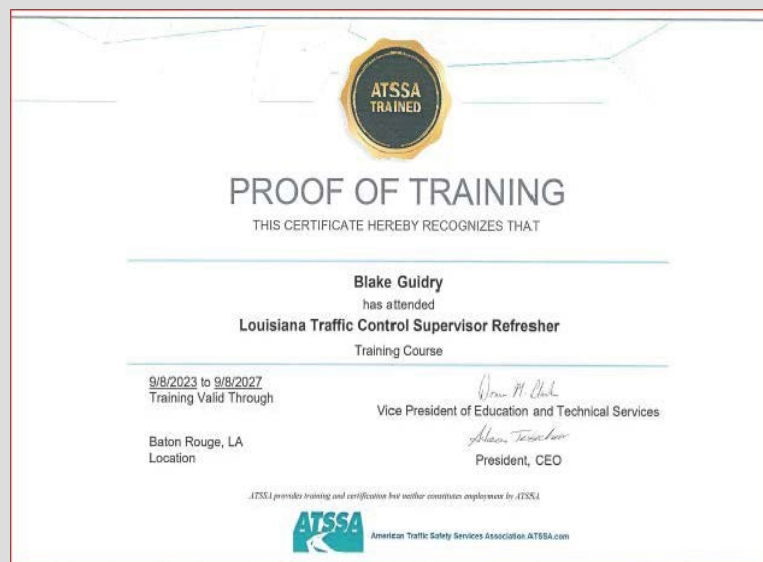 ATSSA
TRAINED
PROOF OF TRAINING
THIS CERTIFICATE HEREBY RECOGNIZES THAT
Blake Guidry
has attended
Louisiana Traffic Control Supervisor Refresher
Training Course
9/8/2023 to 9/8/2027
Training Valid Through
Vice President of Education and Technical Services
Baton Rouge, LA
Location
President, CEO
ATSSA provides training and certification but neither constitutes employment by ATSSA
ATSSA
American Traffic Safety Services Association ATSSA.com